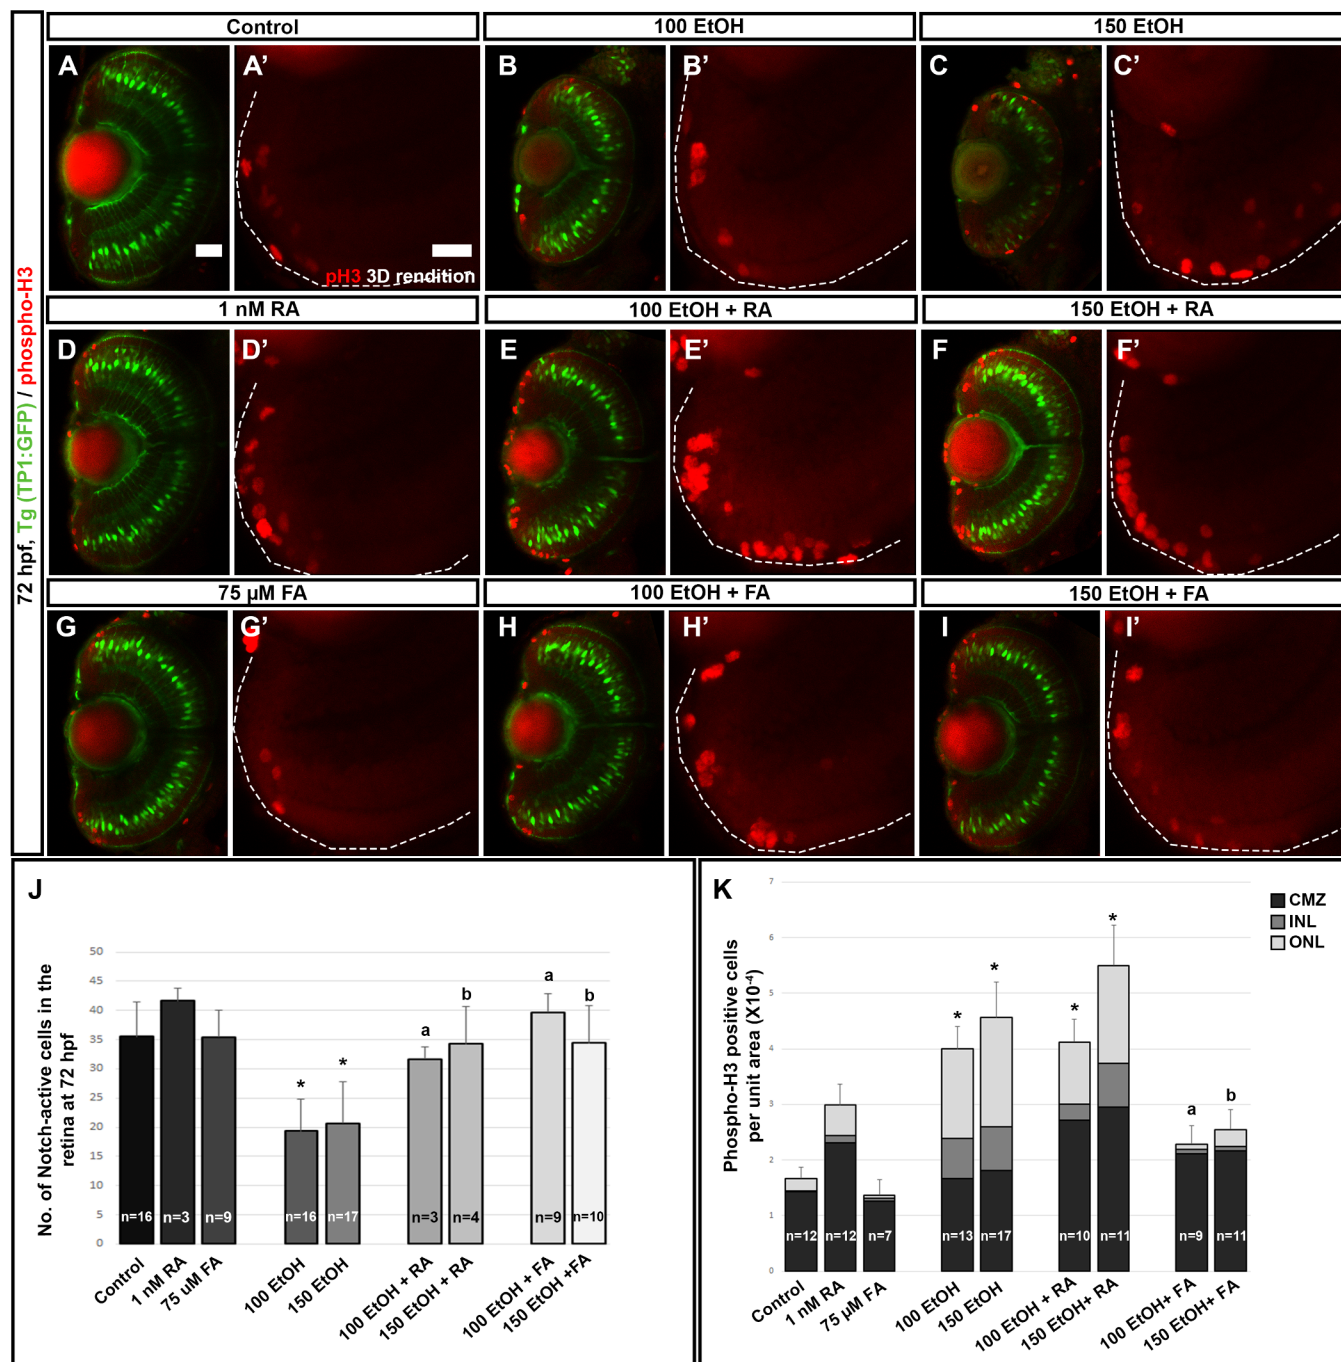 72 hpf, Tg (TP1:GFP) / phospho-H3
Control
100 EtOH
150 EtOH
A
A’
B
B’
C
C’
pH3 3D rendition
1 nM RA
100 EtOH + RA
150 EtOH + RA
D
D’
E
E’
F
F’
75 µM FA
100 EtOH + FA
150 EtOH + FA
G
G’
H
H’
I
I’
J
No. of Notch-active cells in the
retina at 72 hpf
50
45
40
35
30
25
20
15
10
5
0
*
*
a
b
a
b
n=16
n=3
n=9
n=16
n=17
n=3
n=4
n=9
n=10
Control
1 nM RA
75 uM FA
100 EtOH
150 EtOH
100 EtOH + RA
150 EtOH + RA
100 EtOH + FA
150 EtOH +FA
K
Phospho-H3 positive cells
per unit area (X10⁻⁴)
7
6
5
4
3
2
1
0
CMZ
INL
ONL
*
*
*
*
a
b
n=12
n=12
n=7
n=13
n=17
n=10
n=11
n=9
n=11
Control
1 nM RA
75 µM FA
100 EtOH
150 EtOH
100 EtOH + RA
150 EtOH+ RA
100 EtOH+ FA
150 EtOH+ FA